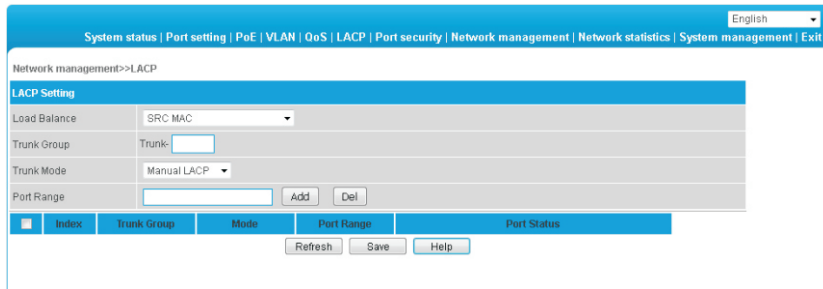 English
System status | Port setting | PoE | VLAN | QoS | LACP | Port security | Network management | Network statistics | System management | Exit
Network management>>LACP
LACP Setting
Load Balance SRC MAC
Trunk Group Trunk-
Trunk Mode Manual LACP
Port Range Add Del
Index Trunk Group Mode Port Range Port Status
Refresh Save Help